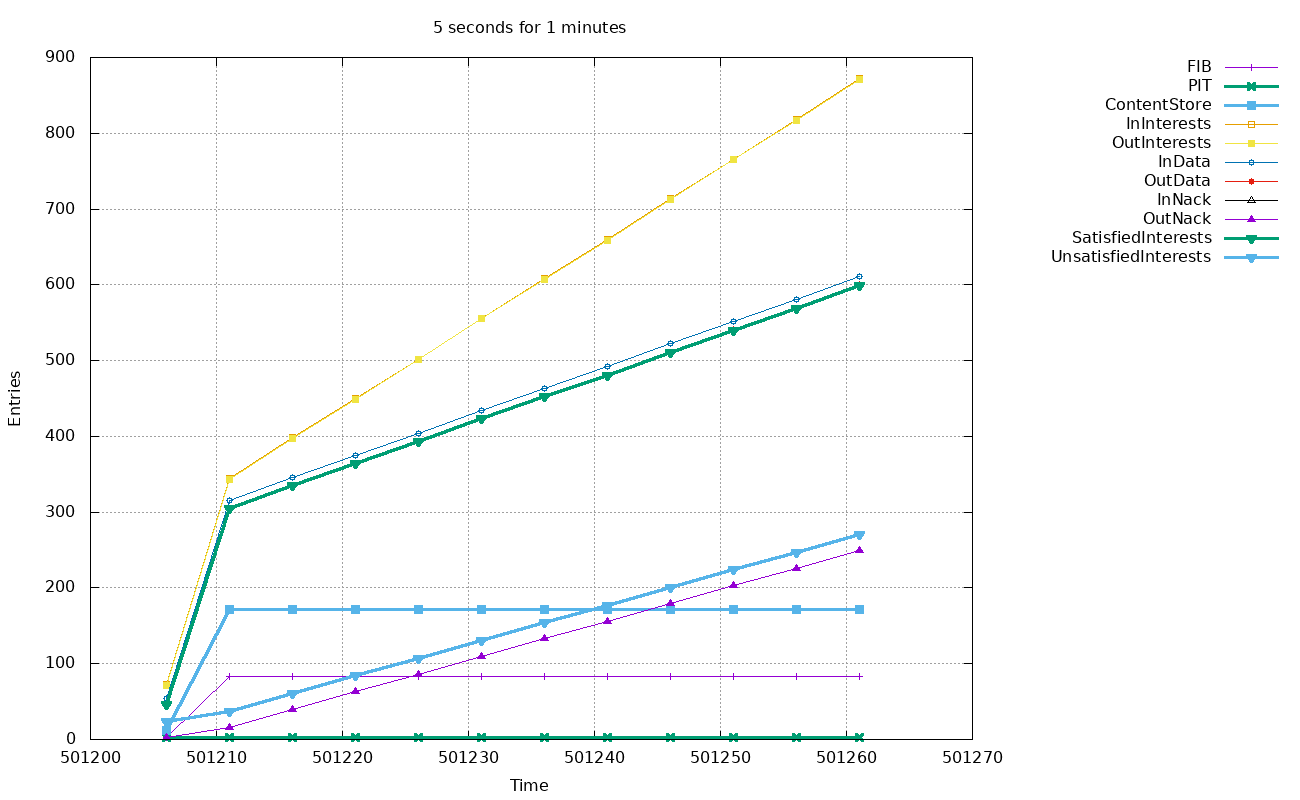 5 seconds for 1 minutes
900
800
700
600
500
400
300
200
100
0
Entries
501200
501210
501220
501230
501240
501250
501260
501270
Time
FIB
PIT
ContentStore
InInterests
OutInterests
InData
OutData
InNack
OutNack
SatisfiedInterests
UnsatisfiedInterests